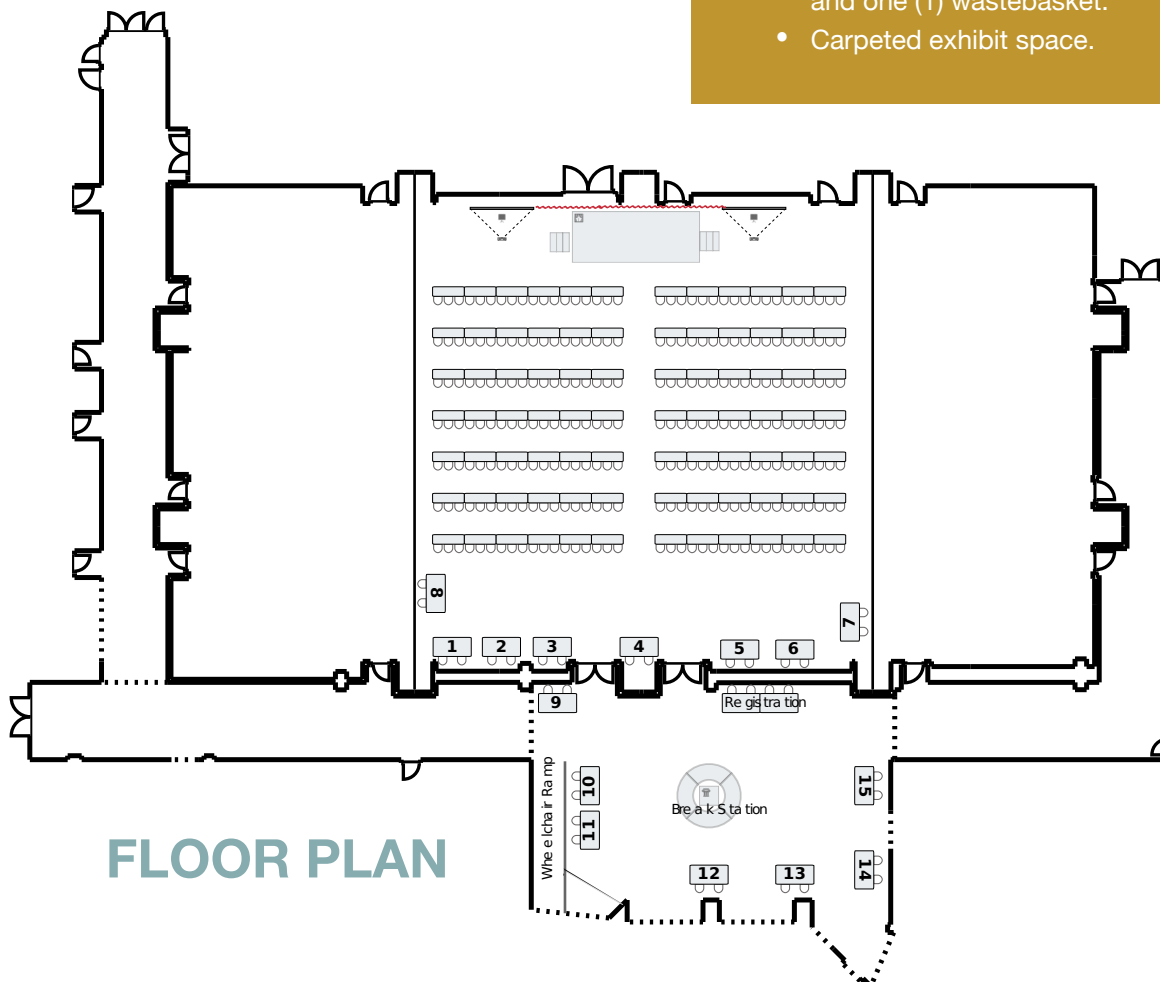 and one (1) wastebasket.
• Carpeted exhibit space.
8
7
1
2
3
4
5
6
9
Registration
Wheelchair Ramp
10
11
Break Station
15
14
12
13
FLOOR PLAN